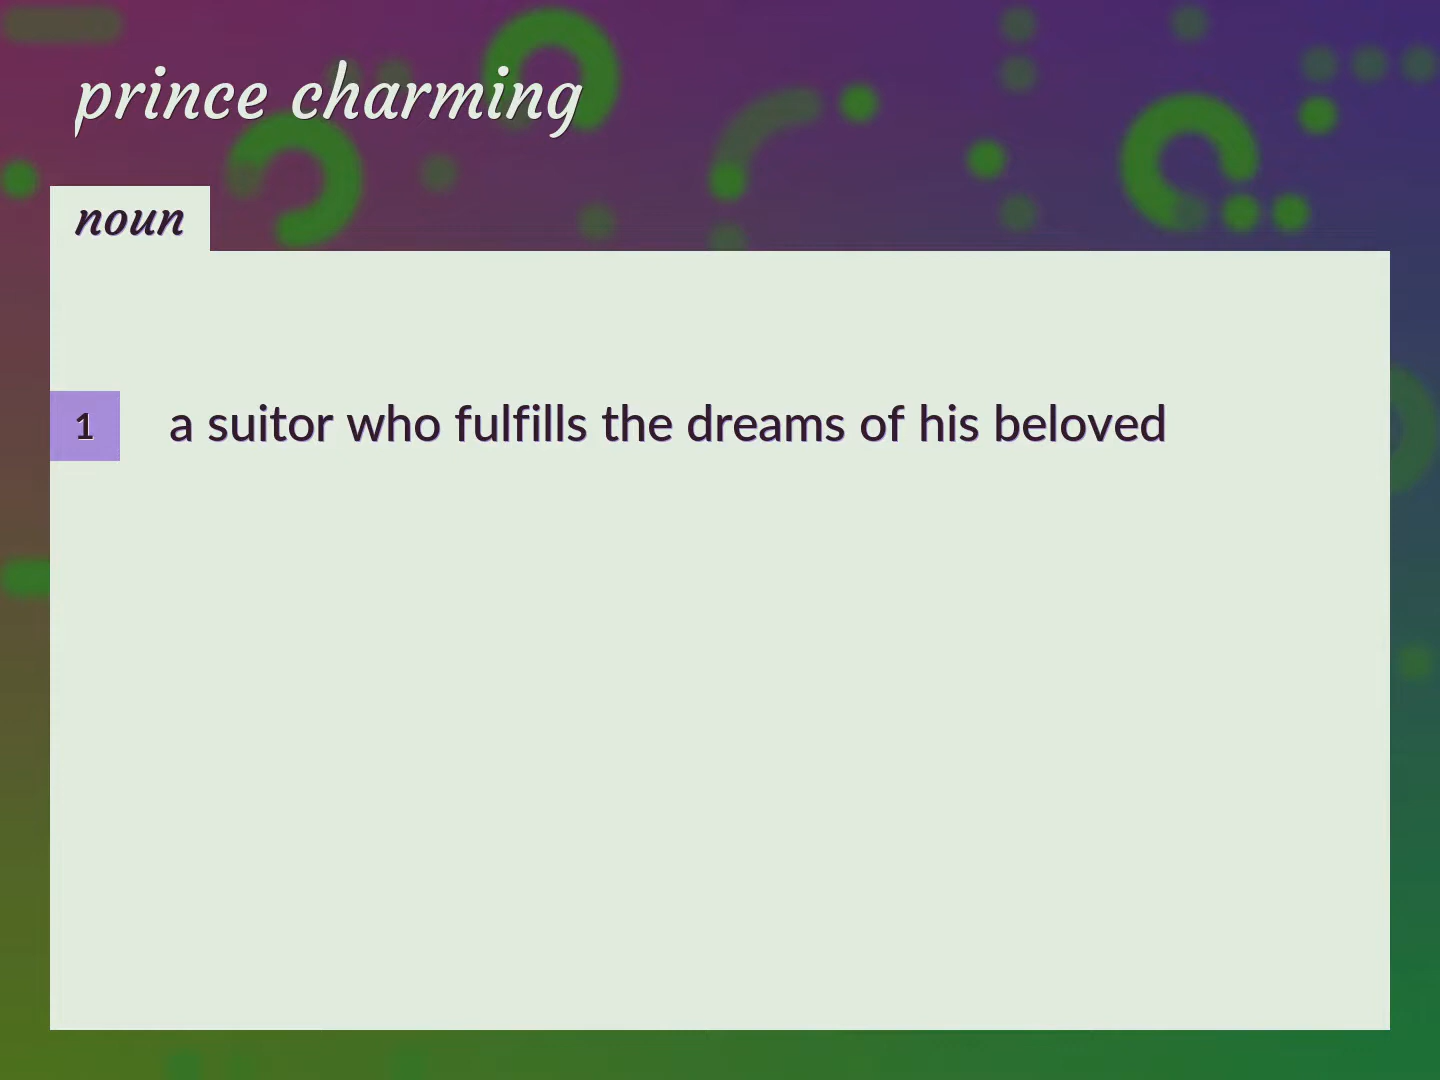 prince charming
noun
1 a suitor who fulfills the dreams of his beloved